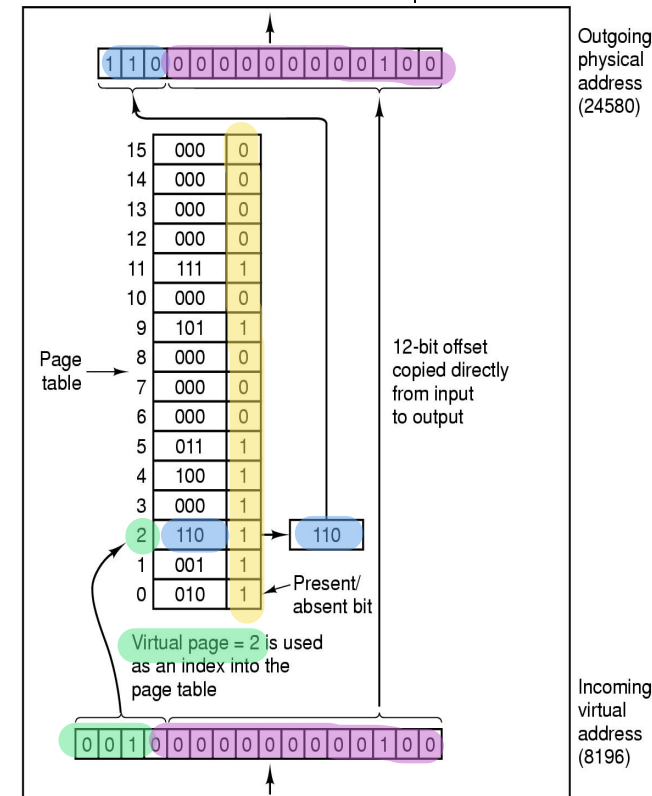 1 1 0 0 0 0 0 0 0 0 0 0 1 0 0
Outgoing
physical
address
(24580)
15 000 0
14 000 0
13 000 0
12 000 0
11 111 1
10 000 0
9 101 1
8 000 0
7 000 0
6 000 0
5 011 1
4 100 1
3 000 1
2 110 1 110
1 001 1
0 010 1
Page
table
12-bit offset
copied directly
from input
to output
Present/
absent bit
Virtual page = 2 is used
as an index into the
page table
0 0 1 0 0 0 0 0 0 0 0 0 0 1 0 0
Incoming
virtual
address
(8196)